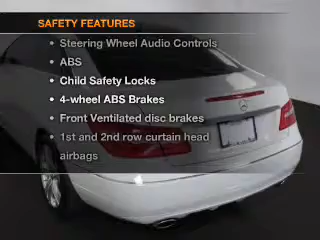 SAFETY FEATURES
• Steering Wheel Audio Controls
• ABS
• Child Safety Locks
• 4-wheel ABS Brakes
• Front Ventilated disc brakes
• 1st and 2nd row curtain head
airbags